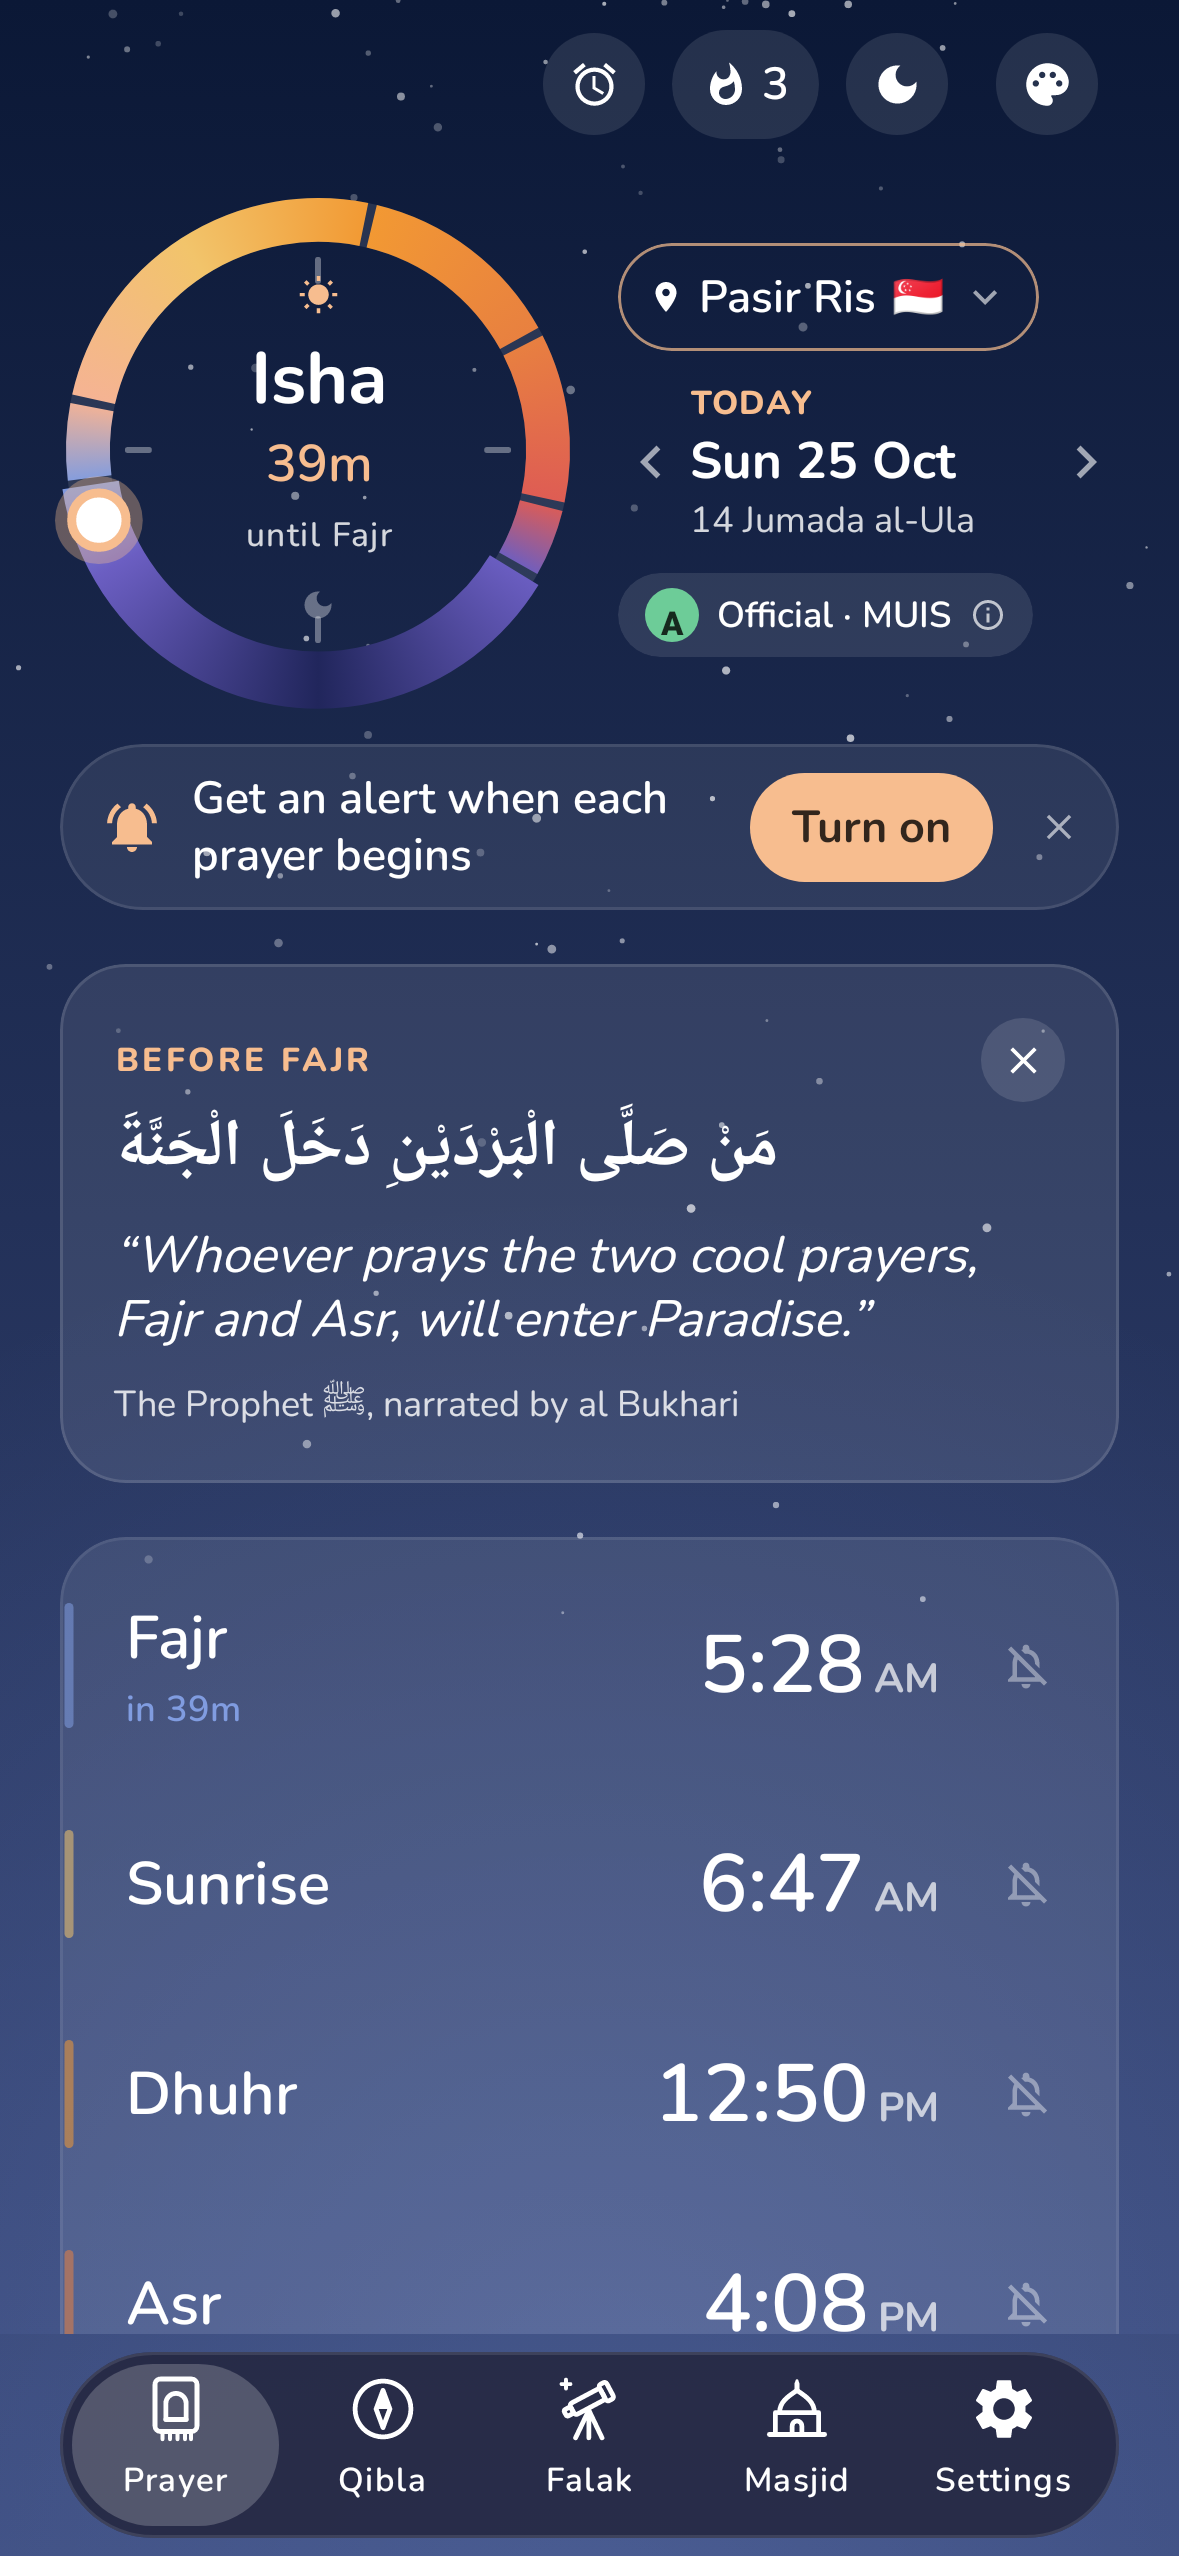 3
Pasir Ris 🇸🇬
Isha
39m
until Fajr
TODAY
Sun 25 Oct
14 Jumada al-Ula
A Official · MUIS
Get an alert when each
prayer begins
Turn on
BEFORE FAJR
مَنْ صَلَّى الْبَرْدَيْنِ دَخَلَ الْجَنَّةَ
“Whoever prays the two cool prayers,
Fajr and Asr, will enter Paradise.”
The Prophet ﷺ, narrated by al Bukhari
Fajr 5:28 AM
in 39m
Sunrise 6:47 AM
Dhuhr 12:50 PM
Asr 4:08 PM
Prayer Qibla Falak Masjid Settings